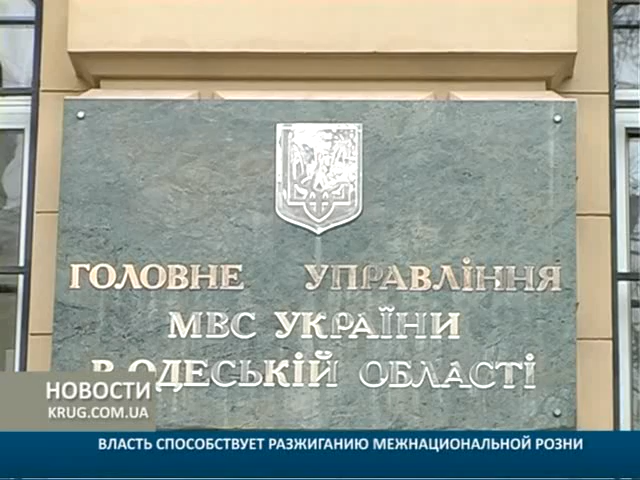 ГОЛОВНЕ УПРАВЛІННЯ
МВС УКРАЇНИ
В ОДЕСЬКІЙ ОБЛАСТІ
НОВОСТИ
KRUG.COM.UA
ВЛАСТЬ СПОСОБСТВУЕТ РАЗЖИГАНИЮ МЕЖНАЦИОНАЛЬНОЙ РОЗНИ